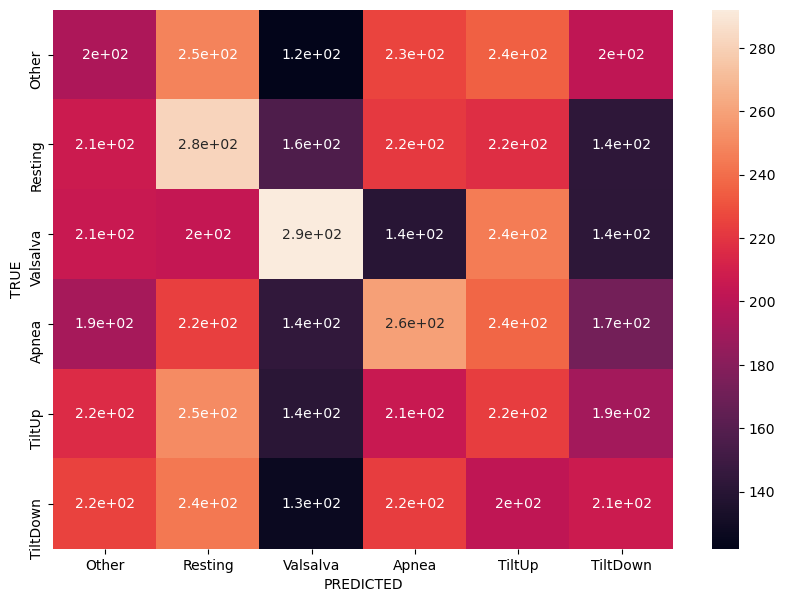 Other 2e+02 2.5e+02 1.2e+02 2.3e+02 2.4e+02 2e+02
Resting 2.1e+02 2.8e+02 1.6e+02 2.2e+02 2.2e+02 1.4e+02
Valsalva 2.1e+02 2e+02 2.9e+02 1.4e+02 2.4e+02 1.4e+02
Apnea 1.9e+02 2.2e+02 1.4e+02 2.6e+02 2.4e+02 1.7e+02
TiltUp 2.2e+02 2.5e+02 1.4e+02 2.1e+02 2.2e+02 1.9e+02
TiltDown 2.2e+02 2.4e+02 1.3e+02 2.2e+02 2e+02 2.1e+02
TRUE
Other Resting Valsalva Apnea TiltUp TiltDown
PREDICTED
280
260
240
220
200
180
160
140